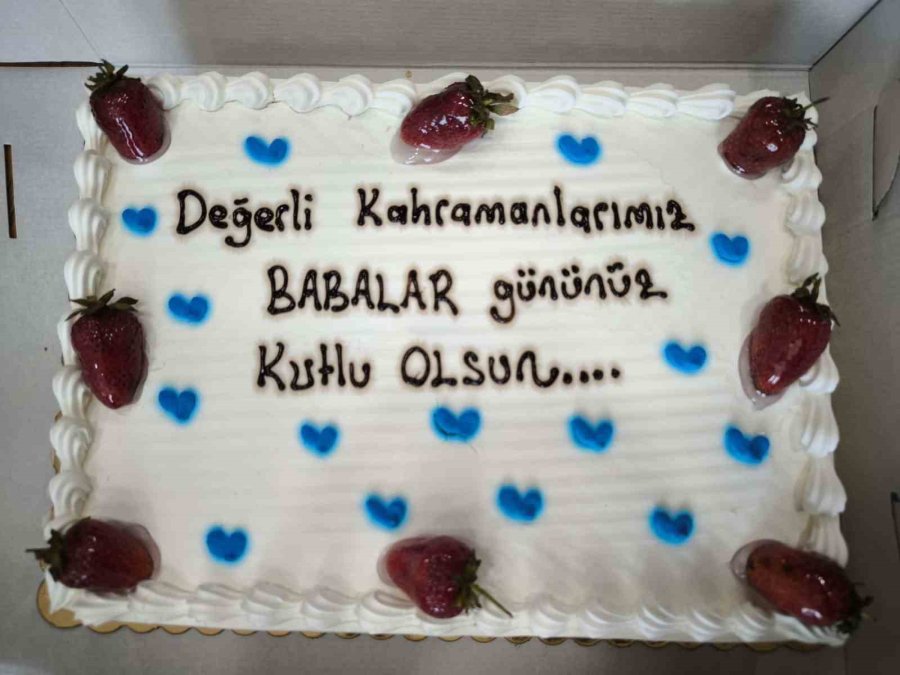 Değerli Kahramanlarımız
BABALAR gününüz
Kutlu OLSUN....